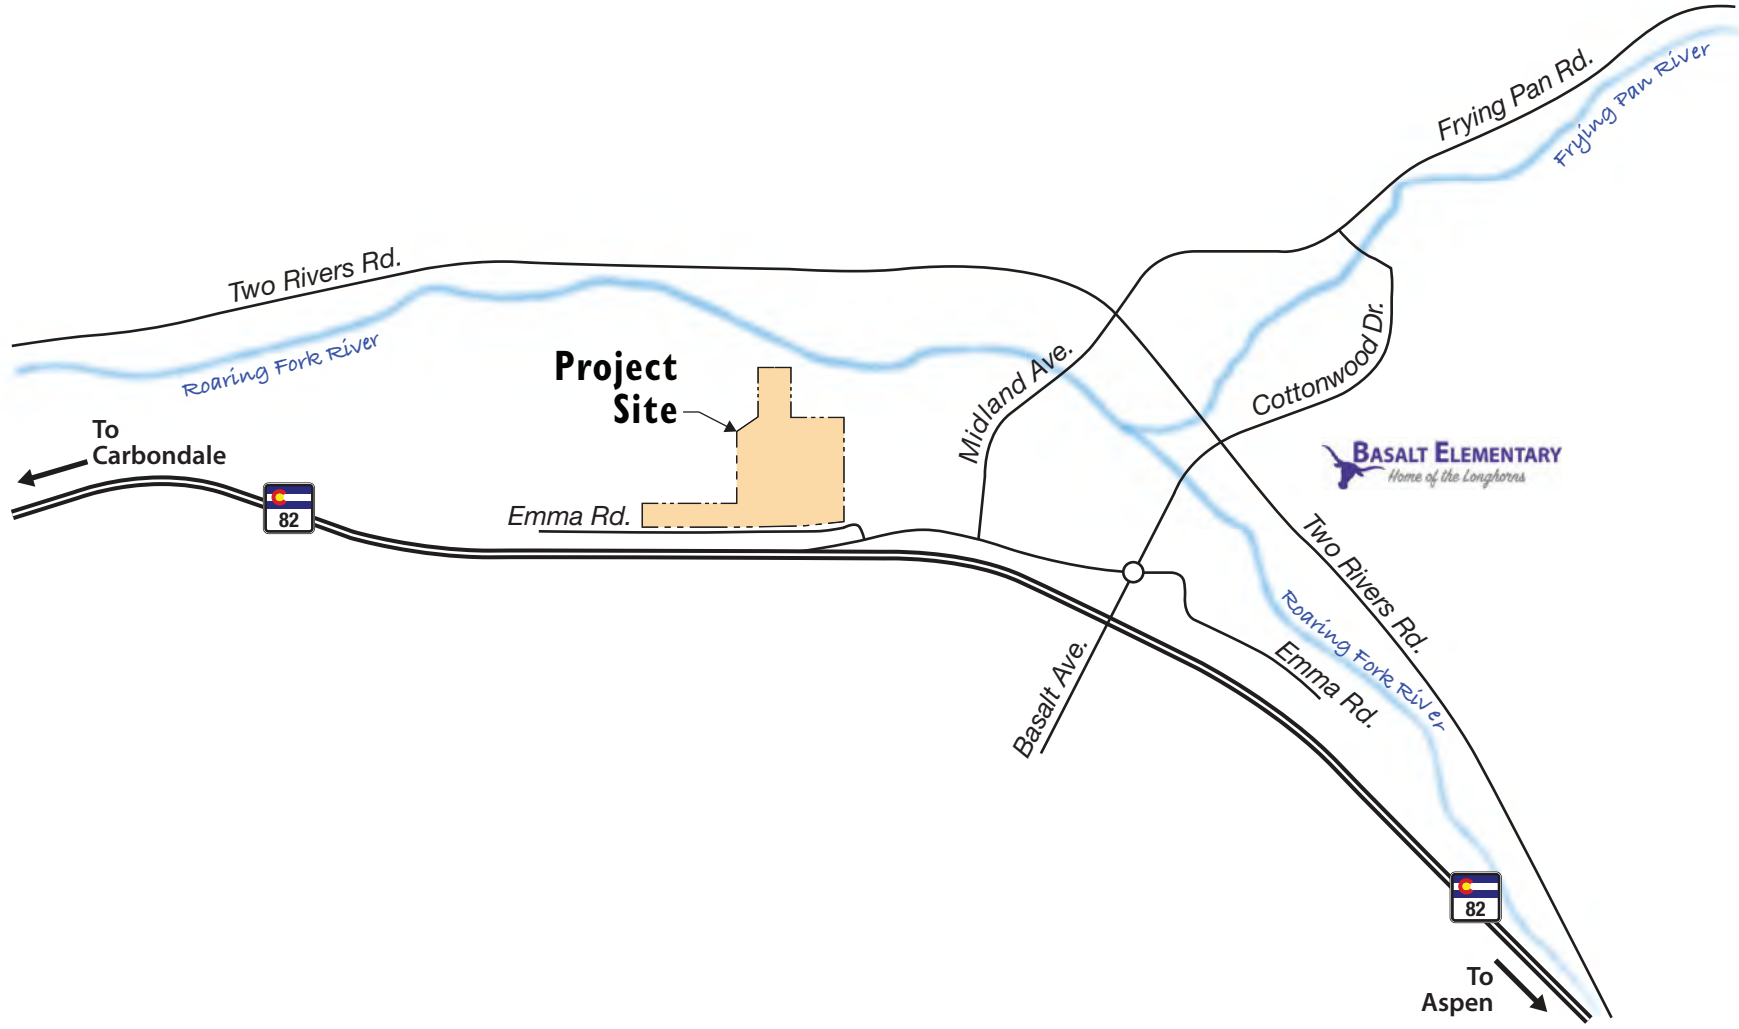 Frying Pan Rd.
Frying Pan River
Two Rivers Rd.
Roaring Fork River
Project
Site
Midland Ave.
Cottonwood Dr.
To
Carbondale
BASALT ELEMENTARY
Home of the Longhorns
82
Emma Rd.
Two Rivers Rd.
Roaring Fork River
Emma Rd.
Basalt Ave.
82
To
Aspen